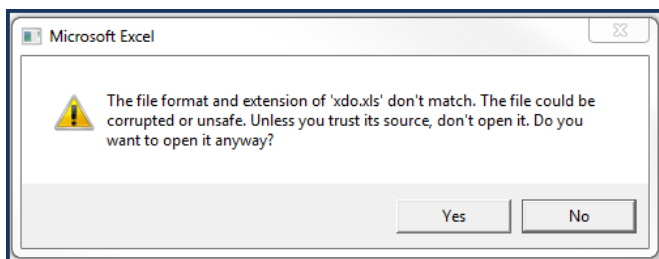 Microsoft Excel
The file format and extension of 'xdo.xls' don't match. The file could be
corrupted or unsafe. Unless you trust its source, don't open it. Do you
want to open it anyway?
Yes No